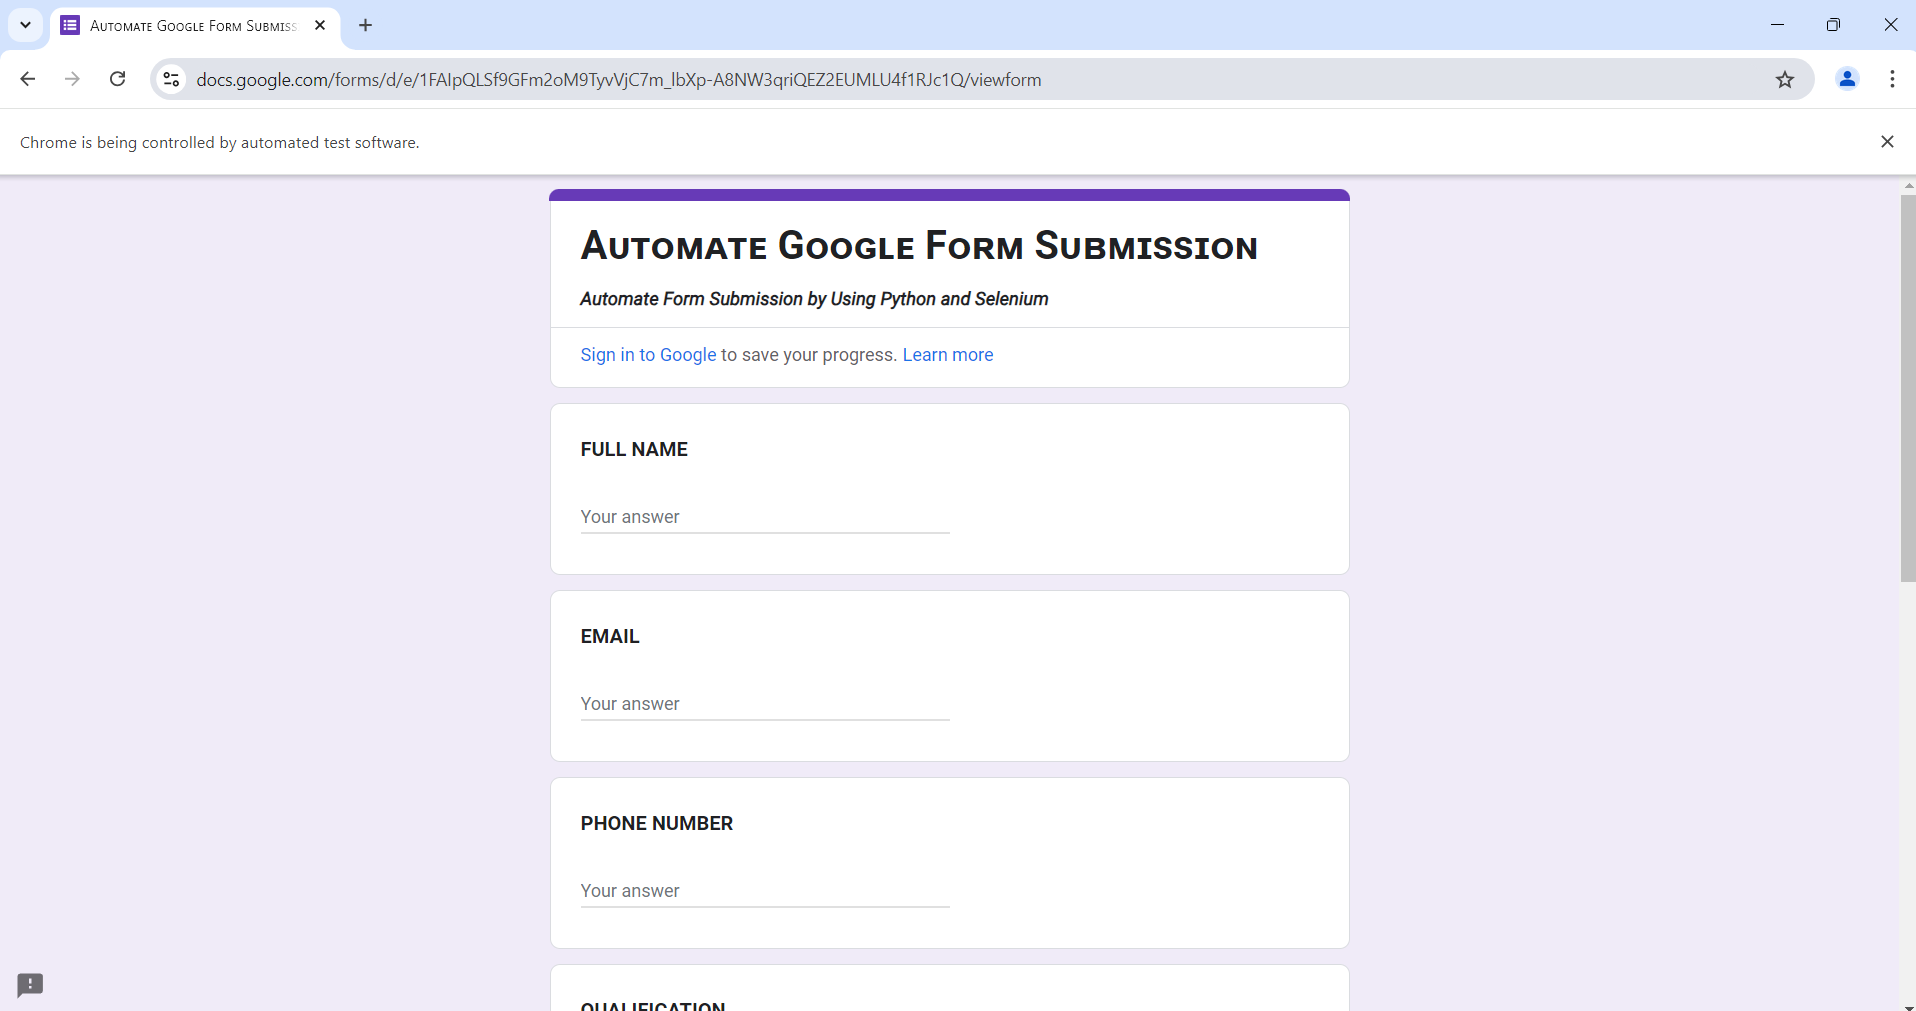 Automate Google Form Submiss
docs.google.com/forms/d/e/1FAIpQLSf9GFm2oM9TyvVjC7m_lbXp-A8NW3qriQEZ2EUMLU4f1RJc1Q/viewform
Chrome is being controlled by automated test software.
Automate Google Form Submission
Automate Form Submission by Using Python and Selenium
Sign in to Google to save your progress. Learn more
FULL NAME
Your answer
EMAIL
Your answer
PHONE NUMBER
Your answer
QUALIFICATION